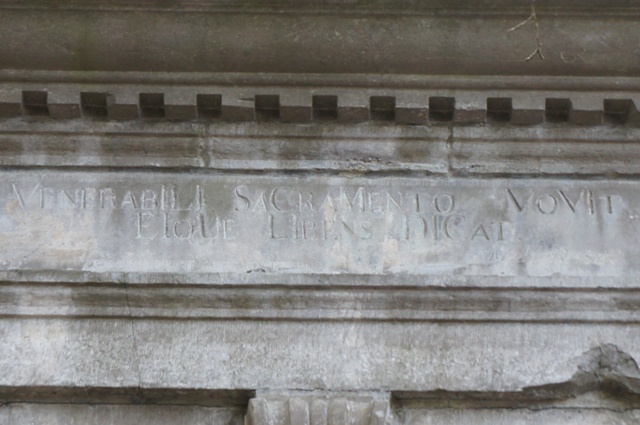 VENERABILI SACRAMENTO VOVIT
EIQUE LIBENS DICAT